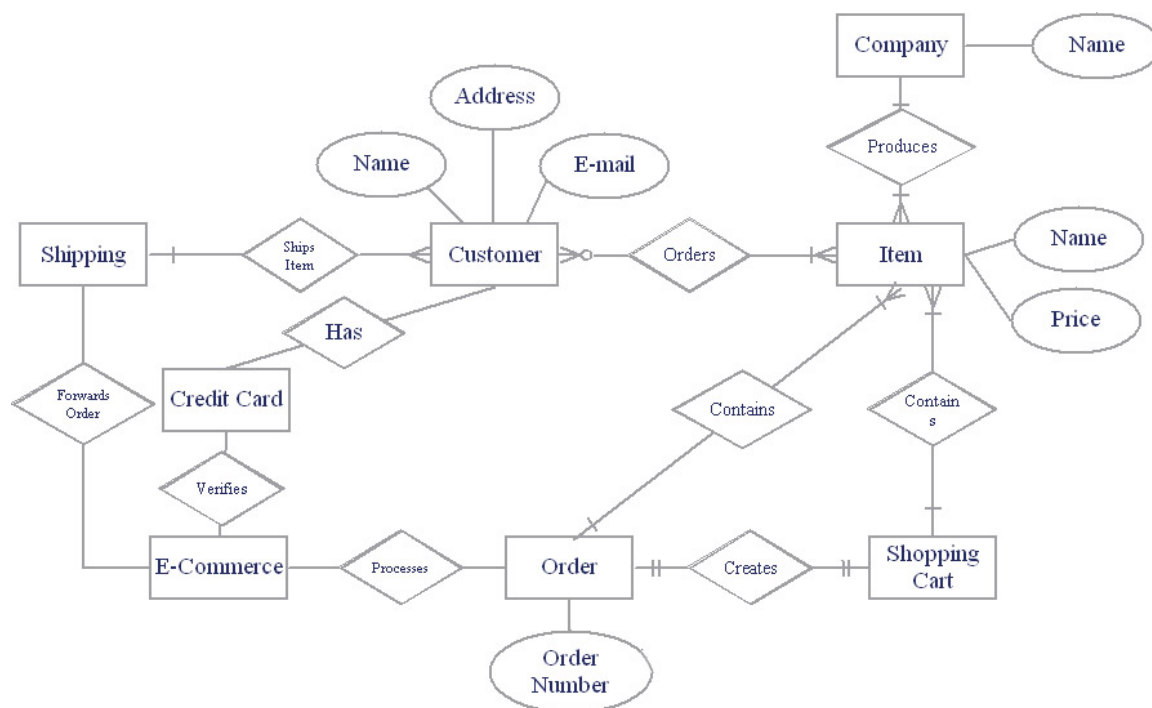 Company
Name
Address
Produces
Name
E-mail
Shipping
Ships
Item
Customer
Orders
Item
Name
Price
Has
Forwards
Order
Credit Card
Contains
Contain
s
Verifies
E-Commerce
Processes
Order
Creates
Shopping
Cart
Order
Number